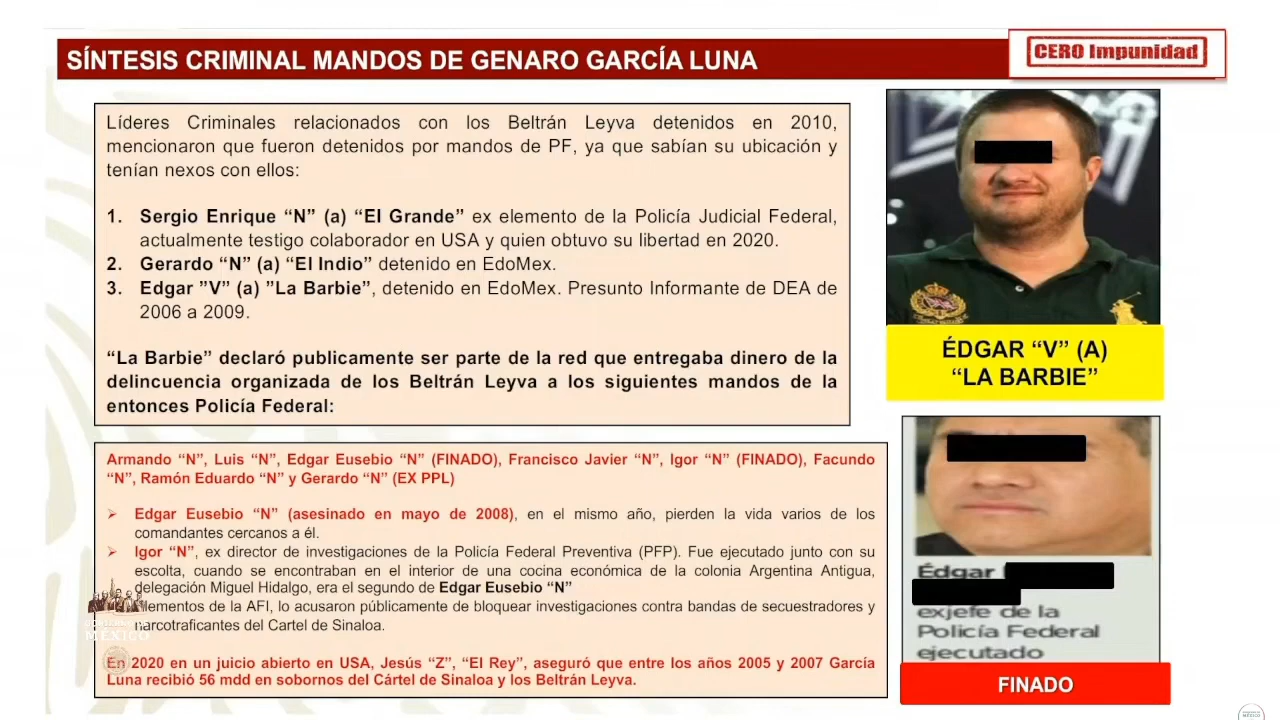 SÍNTESIS CRIMINAL MANDOS DE GENARO GARCÍA LUNA
CERO Impunidad
Líderes Criminales relacionados con los Beltrán Leyva detenidos en 2010,
mencionaron que fueron detenidos por mandos de PF, ya que sabían su ubicación y
tenían nexos con ellos:
1. Sergio Enrique “N” (a) “El Grande” ex elemento de la Policía Judicial Federal,
actualmente testigo colaborador en USA y quien obtuvo su libertad en 2020.
2. Gerardo “N” (a) “El Indio” detenido en EdoMex.
3. Edgar ”V” (a) ”La Barbie”, detenido en EdoMex. Presunto Informante de DEA de
2006 a 2009.
“La Barbie” declaró publicamente ser parte de la red que entregaba dinero de la
delincuencia organizada de los Beltrán Leyva a los siguientes mandos de la
entonces Policía Federal:
ÉDGAR “V” (A)
“LA BARBIE”
Armando “N”, Luis “N”, Edgar Eusebio “N” (FINADO), Francisco Javier “N”, Igor “N” (FINADO), Facundo
“N”, Ramón Eduardo “N” y Gerardo “N” (EX PPL)
Edgar Eusebio “N” (asesinado en mayo de 2008), en el mismo año, pierden la vida varios de los
comandantes cercanos a él.
Igor “N”, ex director de investigaciones de la Policía Federal Preventiva (PFP). Fue ejecutado junto con su
escolta, cuando se encontraban en el interior de una cocina económica de la colonia Argentina Antigua,
delegación Miguel Hidalgo, era el segundo de Edgar Eusebio “N”
Elementos de la AFI, lo acusaron públicamente de bloquear investigaciones contra bandas de secuestradores y
narcotraficantes del Cartel de Sinaloa.
En 2020 en un juicio abierto en USA, Jesús “Z”, “El Rey”, aseguró que entre los años 2005 y 2007 García
Luna recibió 56 mdd en sobornos del Cártel de Sinaloa y los Beltrán Leyva.
Édgar
exjefe de la
Policía Federal
ejecutado
FINADO
MÉXICO